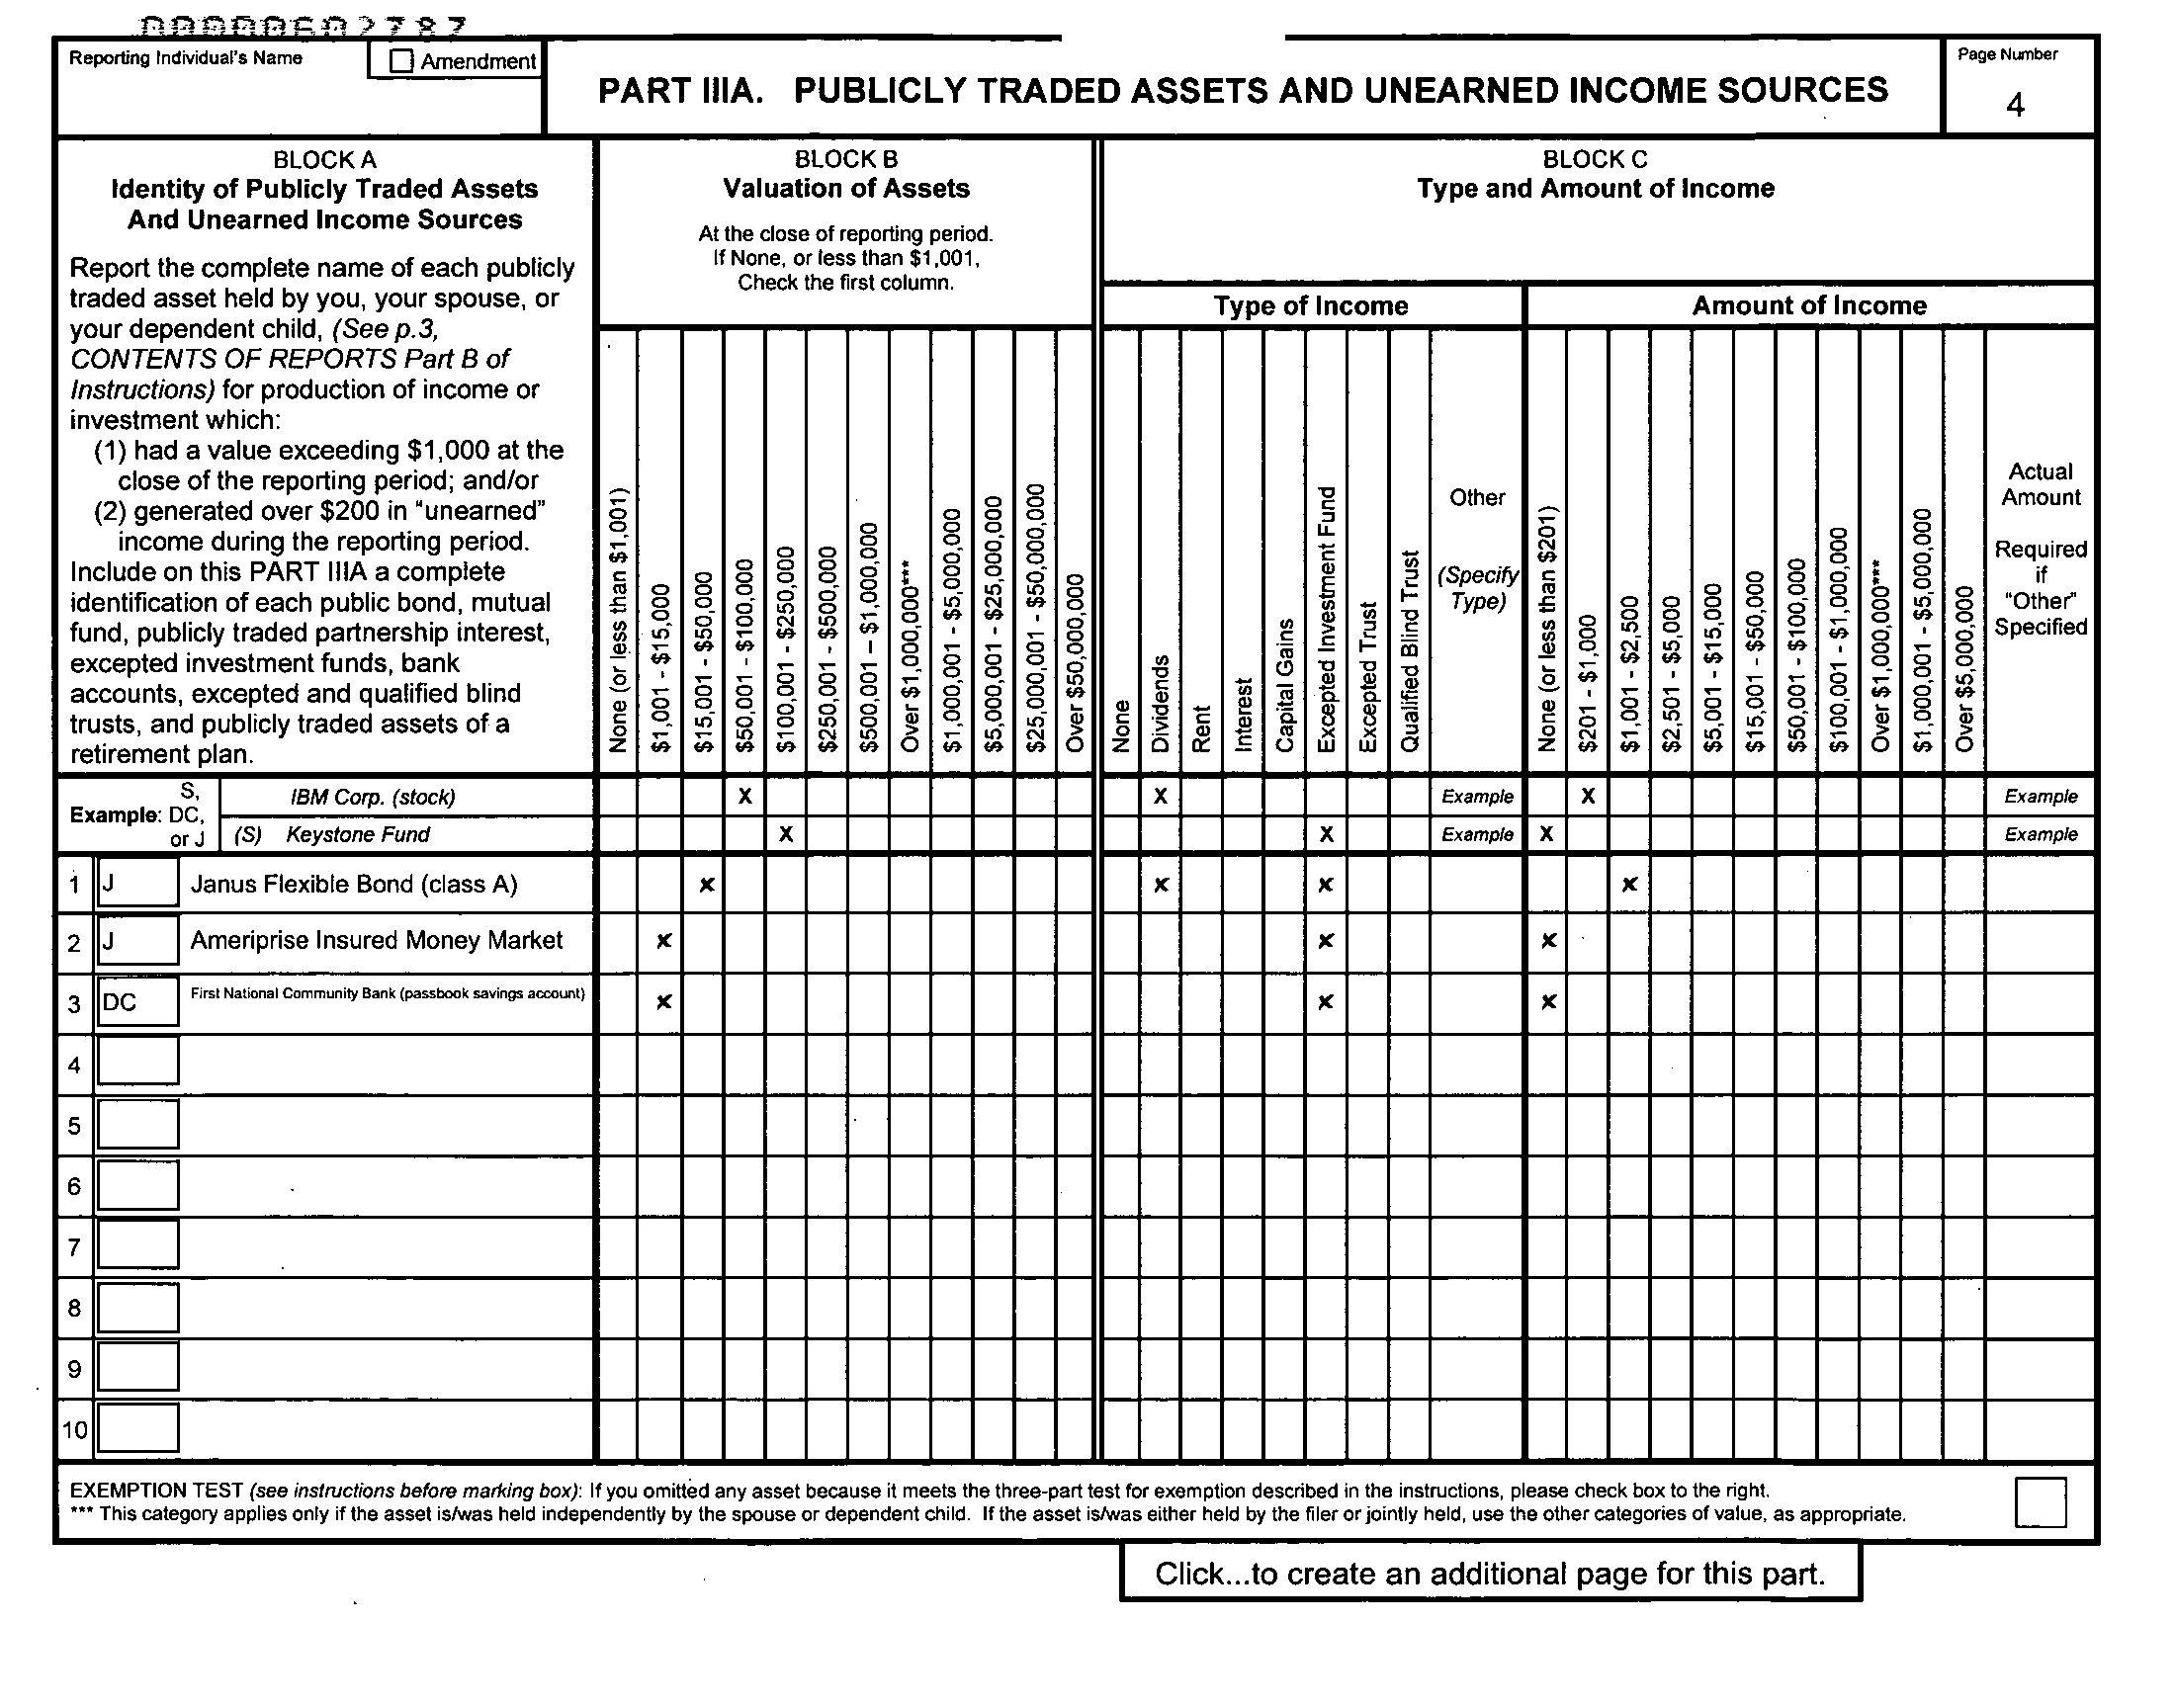 00000602787
Reporting Individual's Name
☐ Amendment
PART IIIA. PUBLICLY TRADED ASSETS AND UNEARNED INCOME SOURCES
Page Number
4
BLOCK A
Identity of Publicly Traded Assets
And Unearned Income Sources
Report the complete name of each publicly
traded asset held by you, your spouse, or
your dependent child, (See p.3,
CONTENTS OF REPORTS Part B of
Instructions) for production of income or
investment which:
(1) had a value exceeding $1,000 at the
close of the reporting period; and/or
(2) generated over $200 in "unearned"
income during the reporting period.
Include on this PART IIIA a complete
identification of each public bond, mutual
fund, publicly traded partnership interest,
excepted investment funds, bank
accounts, excepted and qualified blind
trusts, and publicly traded assets of a
retirement plan.
BLOCK B
Valuation of Assets
At the close of reporting period.
If None, or less than $1,001,
Check the first column.
None (or less than $1,001)
$1,001 - $15,000
$15,001 - $50,000
$50,001 - $100,000
$100,001 - $250,000
$250,001 - $500,000
$500,001 – $1,000,000
Over $1,000,000***
$1,000,001 - $5,000,000
$5,000,001 - $25,000,000
$25,000,001 - $50,000,000
Over $50,000,000
BLOCK C
Type and Amount of Income
Type of Income
None
Dividends
Rent
Interest
Capital Gains
Excepted Investment Fund
Excepted Trust
Qualified Blind Trust
Other
(Specify
Type)
Amount of Income
None (or less than $201)
$201 - $1,000
$1,001 - $2,500
$2,501 - $5,000
$5,001 - $15,000
$15,001 - $50,000
$50,001 - $100,000
$100,001 - $1,000,000
Over $1,000,000***
$1,000,001 - $5,000,000
Over $5,000,000
Actual
Amount
Required
if
"Other"
Specified
Example: S, DC, or J
IBM Corp. (stock) X X Example X Example
(S) Keystone Fund X X Example X Example
1 J Janus Flexible Bond (class A) x x x x
2 J Ameriprise Insured Money Market x x x
3 DC First National Community Bank (passbook savings account) x x x
4
5
6
7
8
9
10
EXEMPTION TEST (see instructions before marking box): If you omitted any asset because it meets the three-part test for exemption described in the instructions, please check box to the right.
*** This category applies only if the asset is/was held independently by the spouse or dependent child. If the asset is/was either held by the filer or jointly held, use the other categories of value, as appropriate.
Click...to create an additional page for this part.